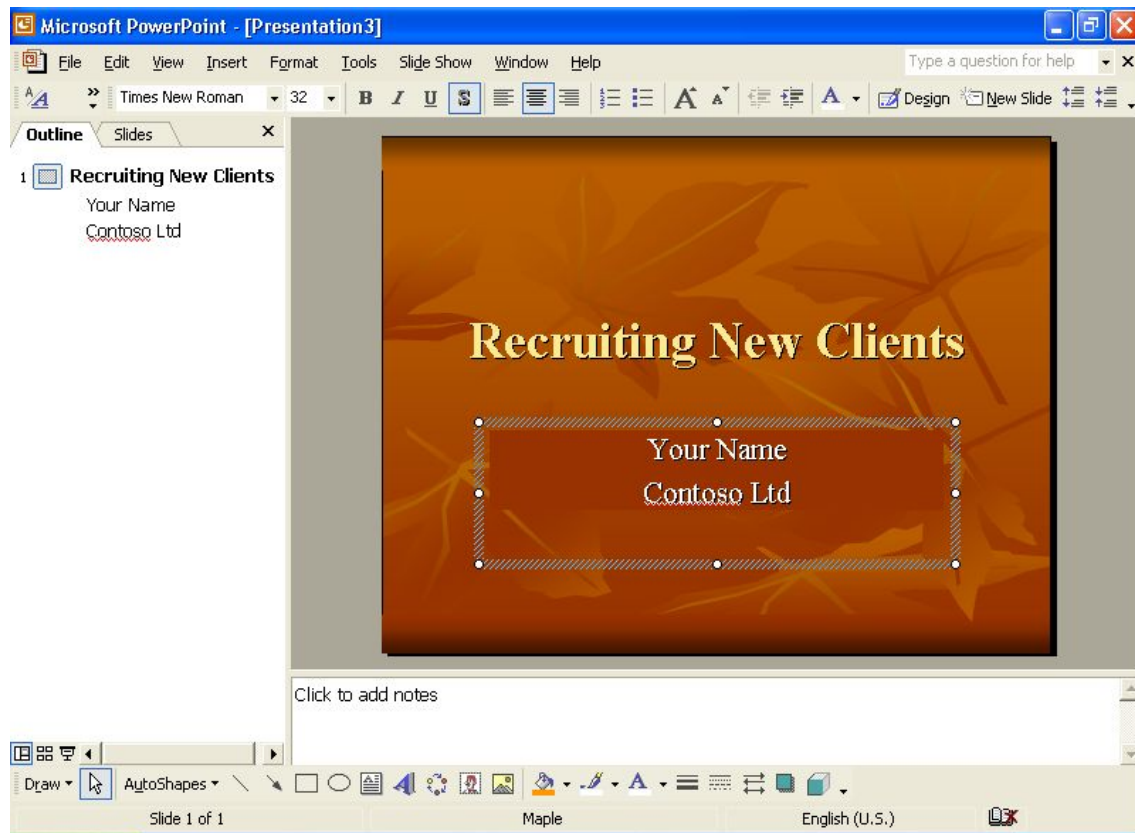 Microsoft PowerPoint - [Presentation3]
File Edit View Insert Format Tools Slide Show Window Help Type a question for help
Times New Roman 32 B I U S Design New Slide
Outline Slides
1 Recruiting New Clients
Your Name
Contoso Ltd
Recruiting New Clients
Your Name
Contoso Ltd
Click to add notes
Draw AutoShapes
Slide 1 of 1 Maple English (U.S.)